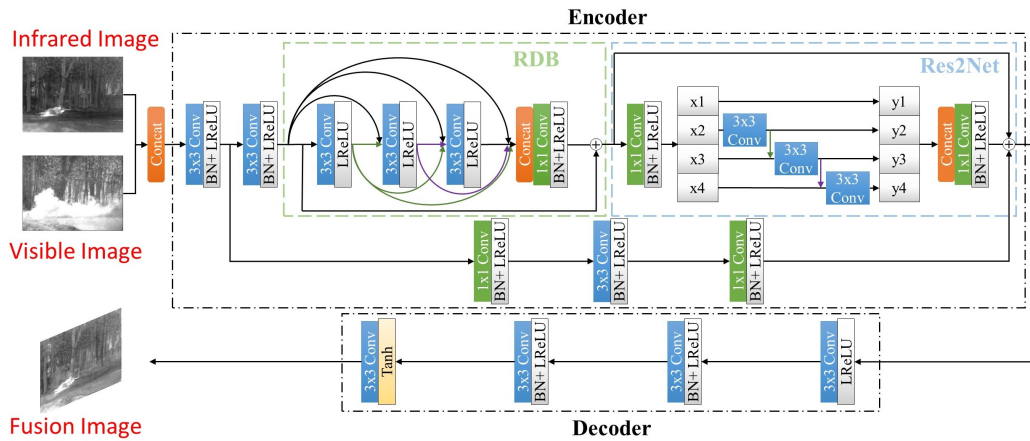 Encoder
Infrared Image
RDB
Res2Net
Concat
3x3 Conv
BN+ LReLU
3x3 Conv
BN+ LReLU
3x3 Conv
LReLU
3x3 Conv
LReLU
3x3 Conv
LReLU
Concat
1x1 Conv
BN+LReLU
1x1 Conv
BN+ LReLU
x1
x2
x3
x4
3x3
Conv
3x3
Conv
3x3
Conv
y1
y2
y3
y4
Concat
1x1 Conv
BN+ LReLU
Visible Image
1x1 Conv
BN+ LReLU
3x3 Conv
BN+ LReLU
1x1 Conv
BN+ LReLU
3x3 Conv
Tanh
3x3 Conv
BN+ LReLU
3x3 Conv
BN+ LReLU
3x3 Conv
LReLU
Fusion Image
Decoder